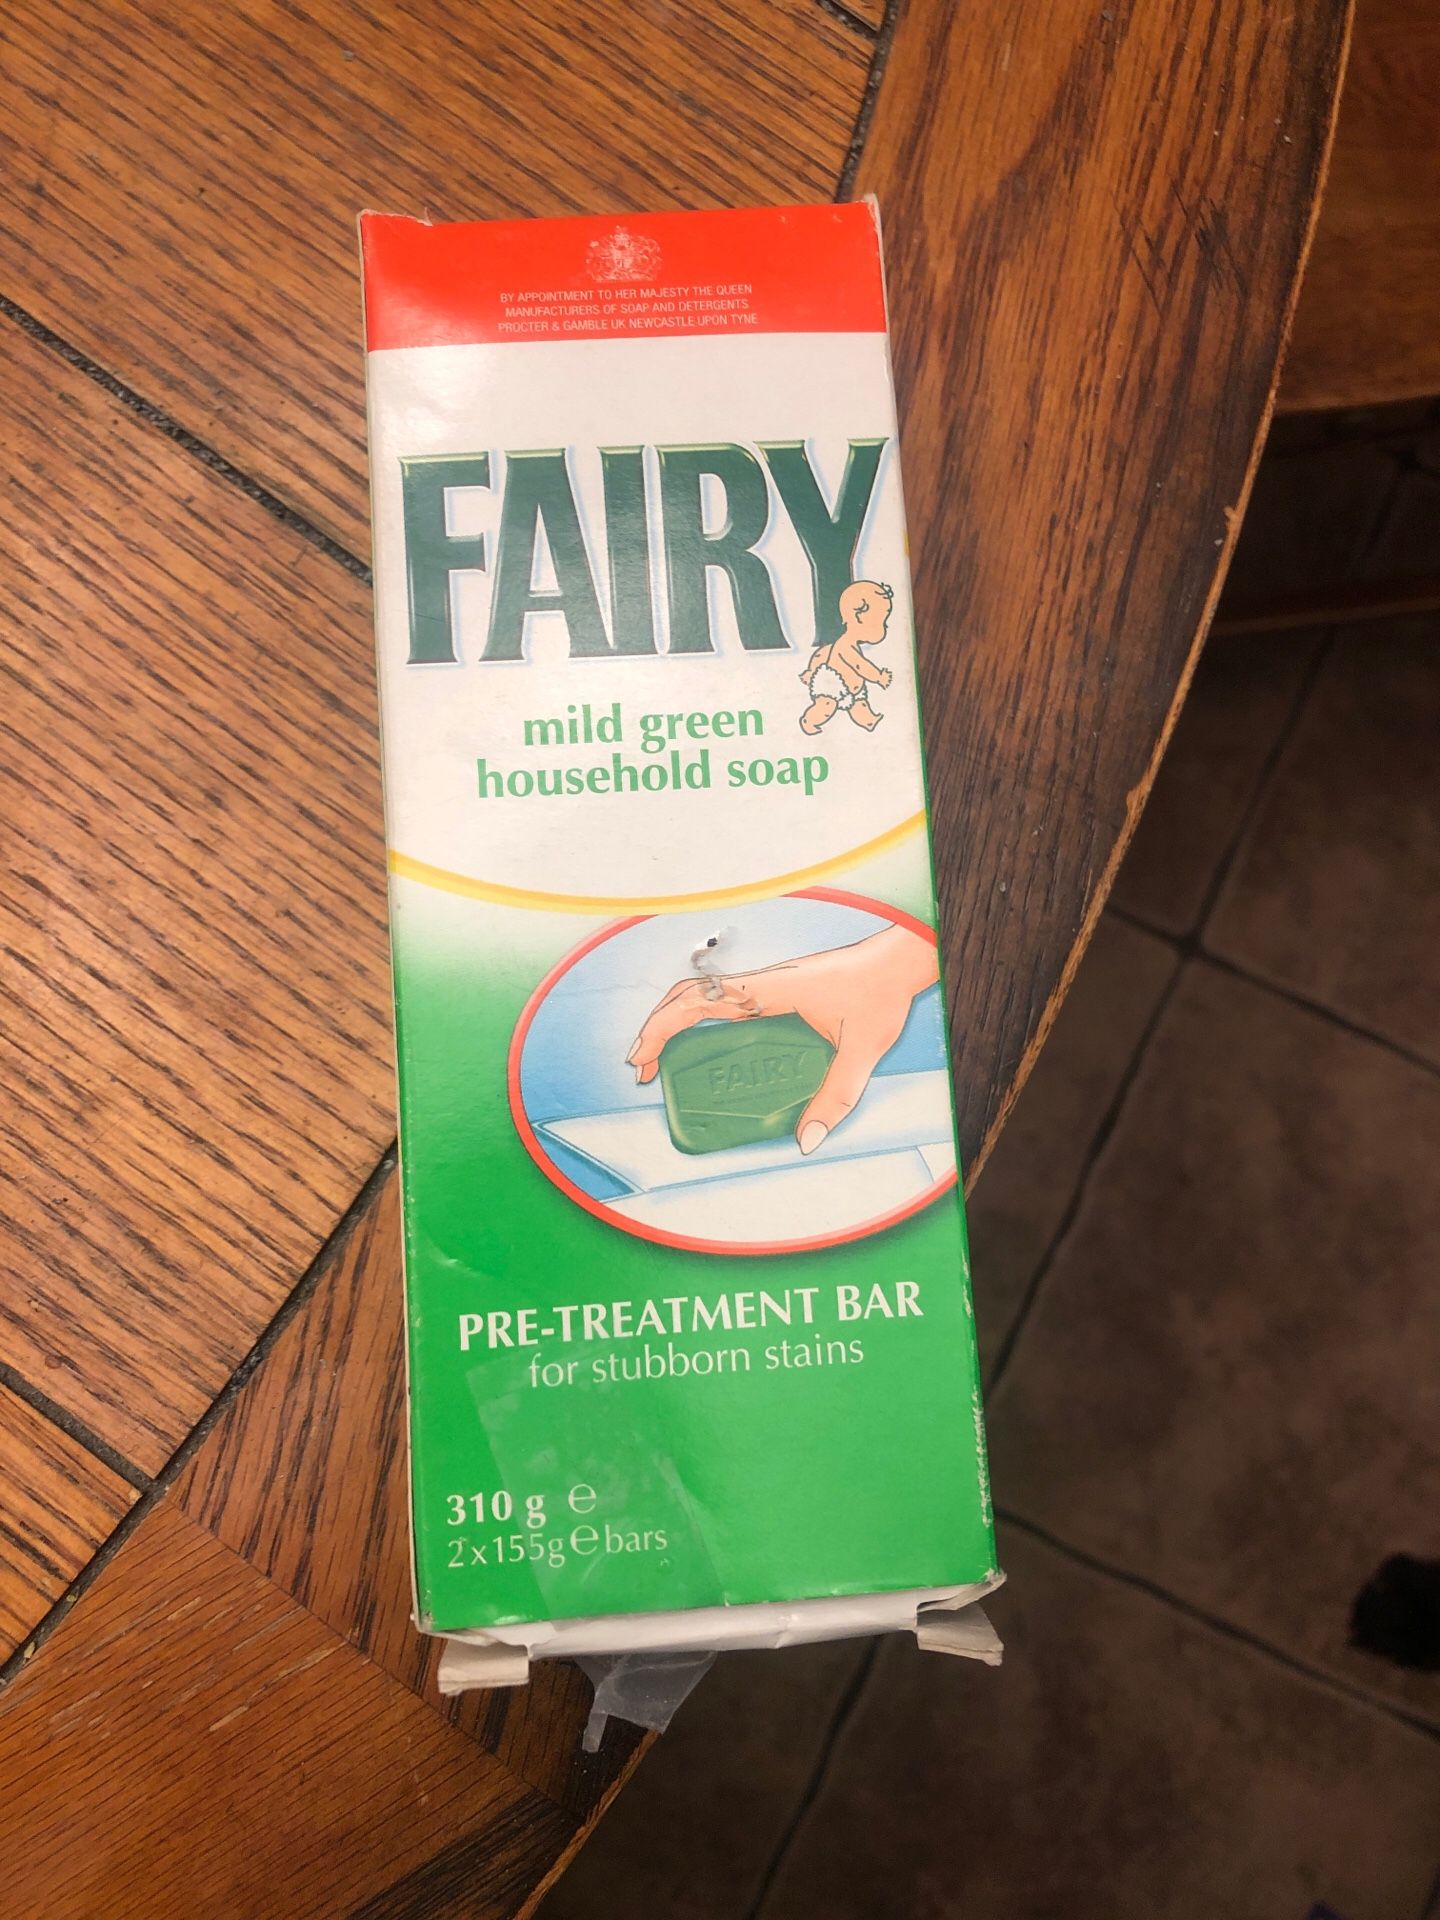 BY APPOINTMENT TO HER MAJESTY THE QUEEN
MANUFACTURERS OF SOAP AND DETERGENTS
PROCTER & GAMBLE UK NEWCASTLE UPON TYNE
FAIRY
mild green
household soap
FAIRY
PRE-TREATMENT BAR
for stubborn stains
310 g e
2x155g e bars